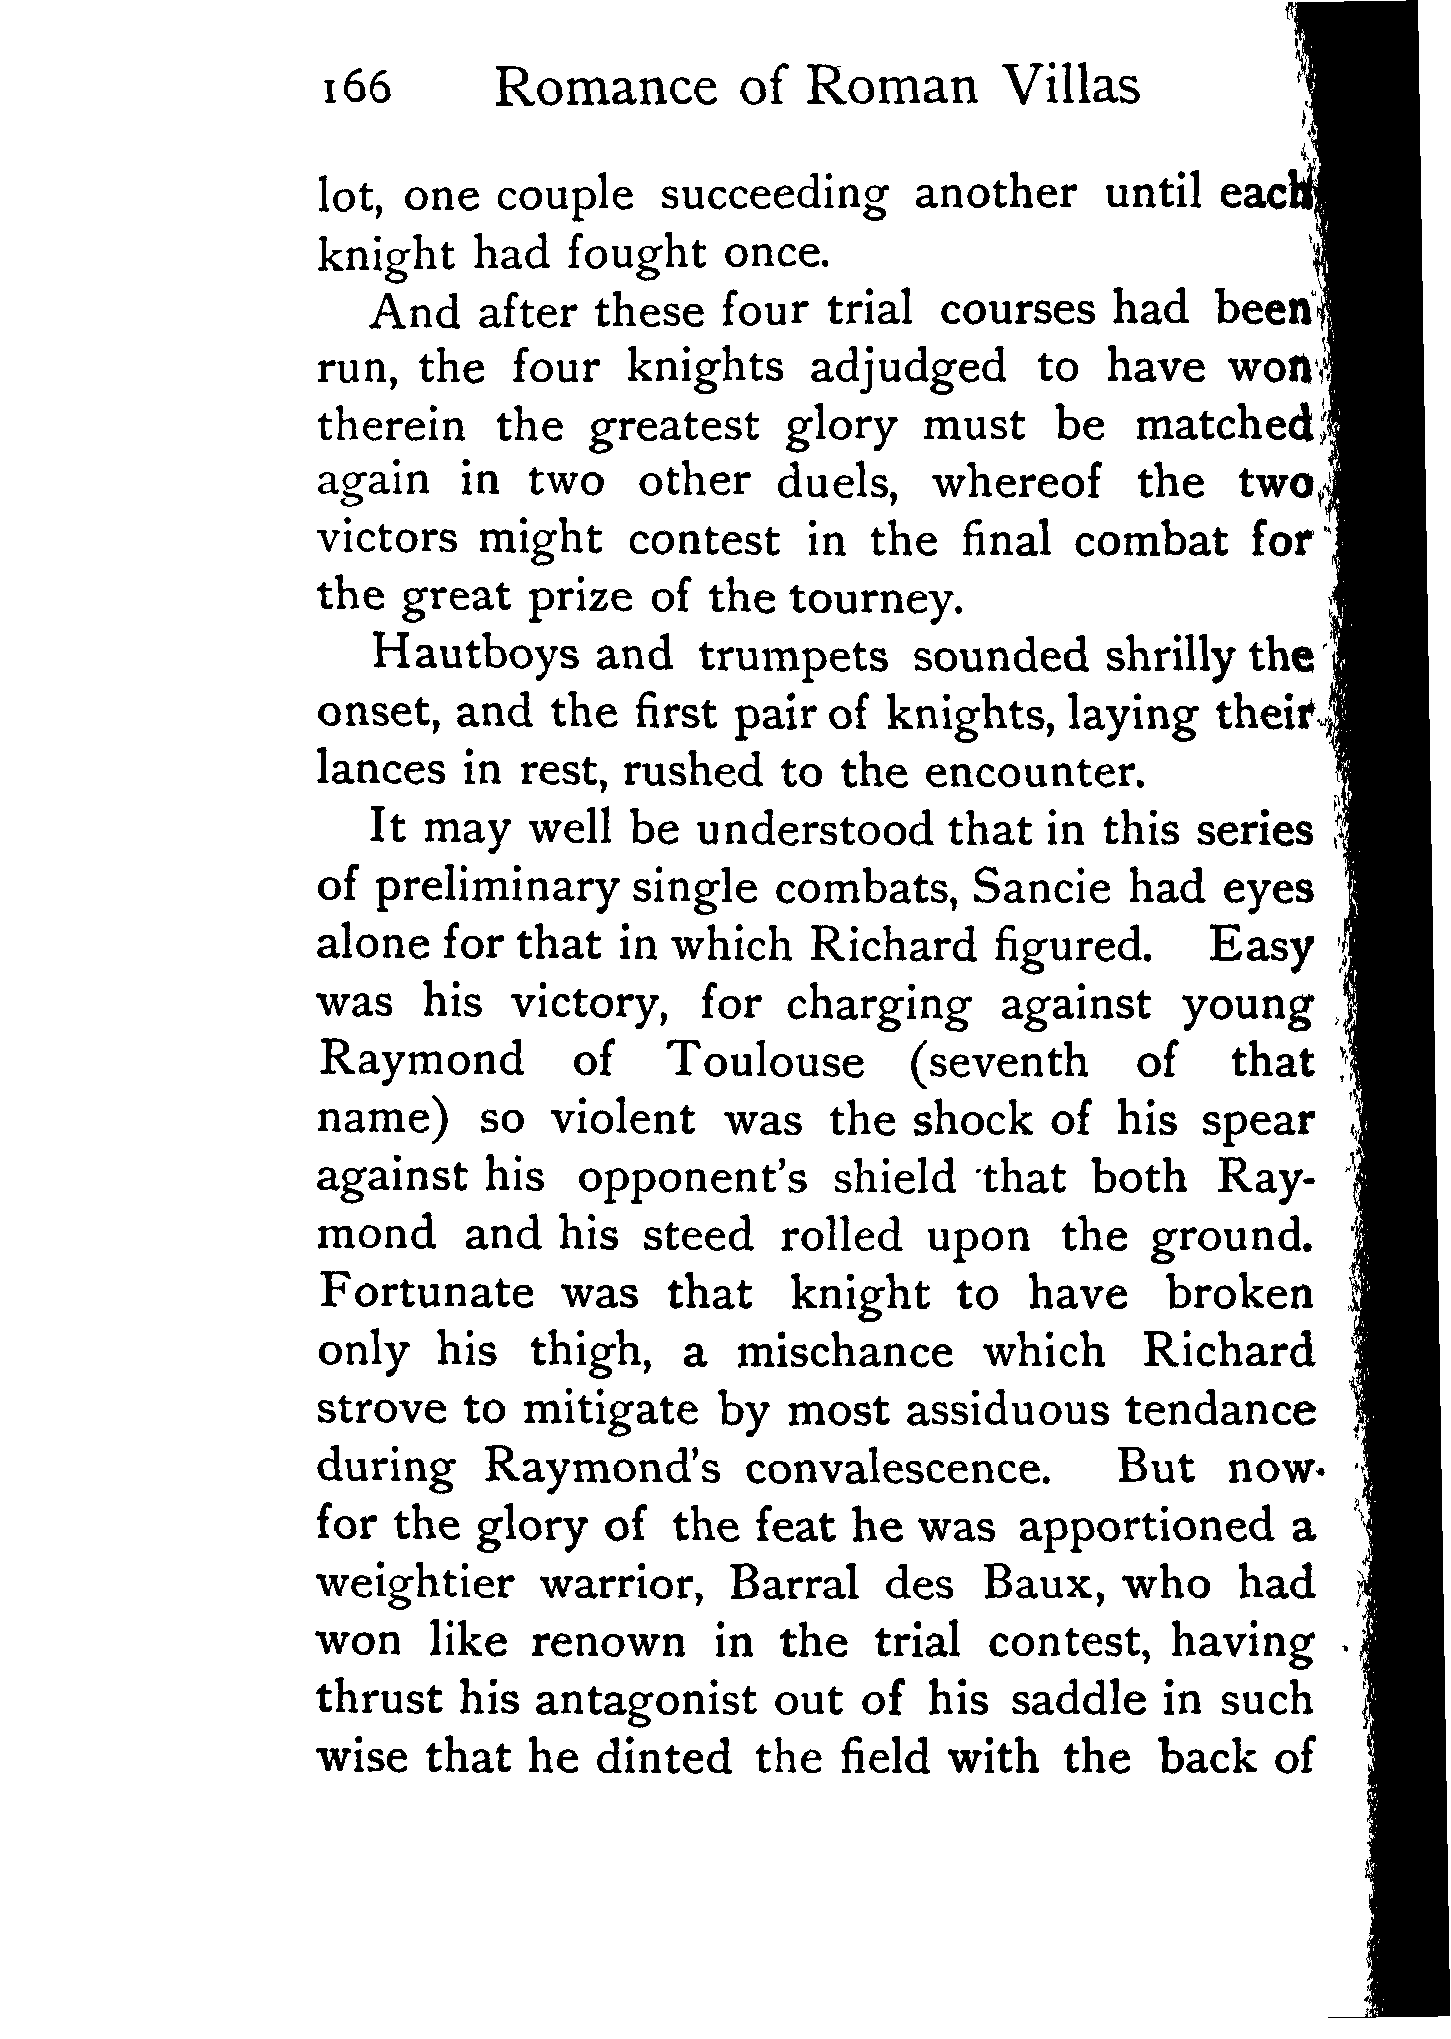 166 Romance of Roman Villas
lot, one couple succeeding another until each
knight had fought once.
And after these four trial courses had been
run, the four knights adjudged to have won
therein the greatest glory must be matched
again in two other duels, whereof the two
victors might contest in the final combat for
the great prize of the tourney.
Hautboys and trumpets sounded shrilly the
onset, and the first pair of knights, laying their
lances in rest, rushed to the encounter.
It may well be understood that in this series
of preliminary single combats, Sancie had eyes
alone for that in which Richard figured. Easy
was his victory, for charging against young
Raymond of Toulouse (seventh of that
name) so violent was the shock of his spear
against his opponent's shield that both Ray-
mond and his steed rolled upon the ground.
Fortunate was that knight to have broken
only his thigh, a mischance which Richard
strove to mitigate by most assiduous tendance
during Raymond's convalescence. But now
for the glory of the feat he was apportioned a
weightier warrior, Barral des Baux, who had
won like renown in the trial contest, having
thrust his antagonist out of his saddle in such
wise that he dinted the field with the back of